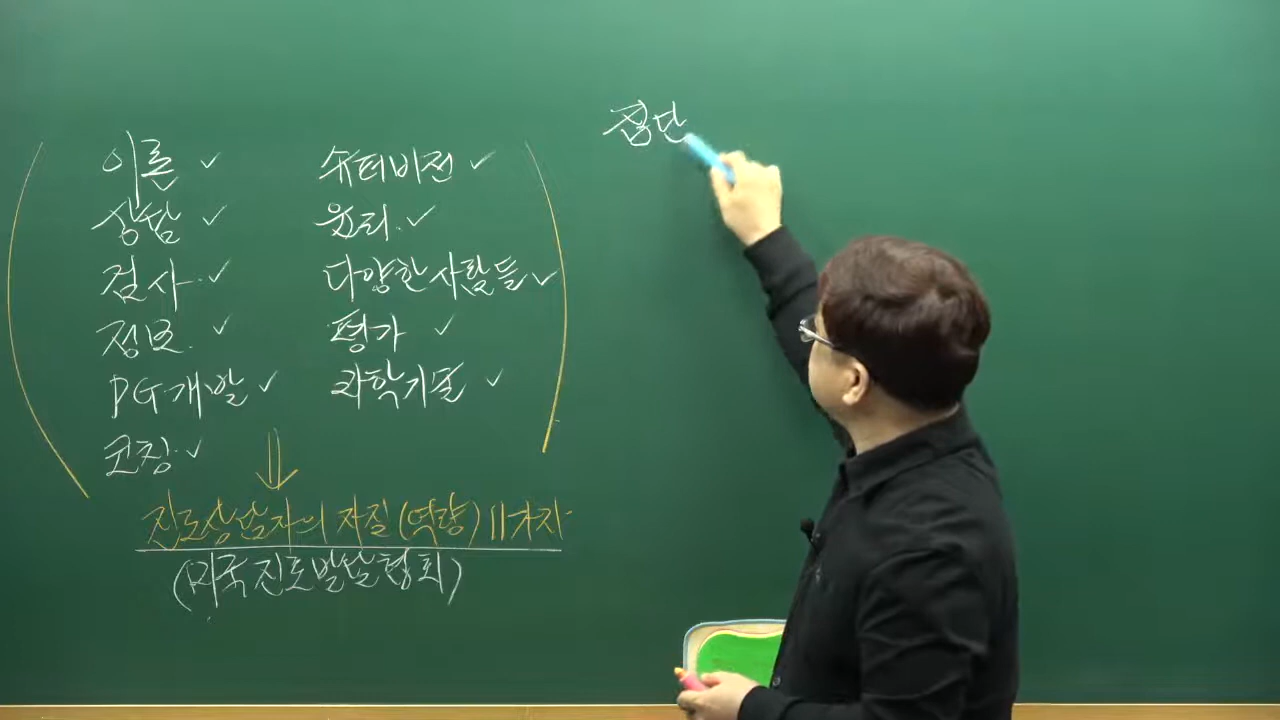 이론 ✓
상담 ✓
검사 ✓
정보 ✓
PG개발 ✓
코칭 ✓
슈퍼비전 ✓
윤리 ✓
다양한 사람들 ✓
평가 ✓
과학기술 ✓
진로상담자의 자질(역량) 11가지
(미국진로발달협회)
집단